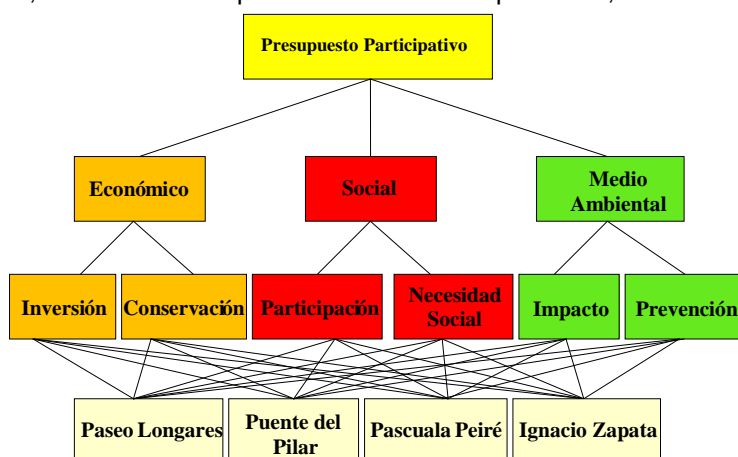 Presupuesto Participativo
Económico
Social
Medio
Ambiental
Inversión
Conservación
Participación
Necesidad
Social
Impacto
Prevención
Paseo Longares
Puente del
Pilar
Pascuala Peiré
Ignacio Zapata